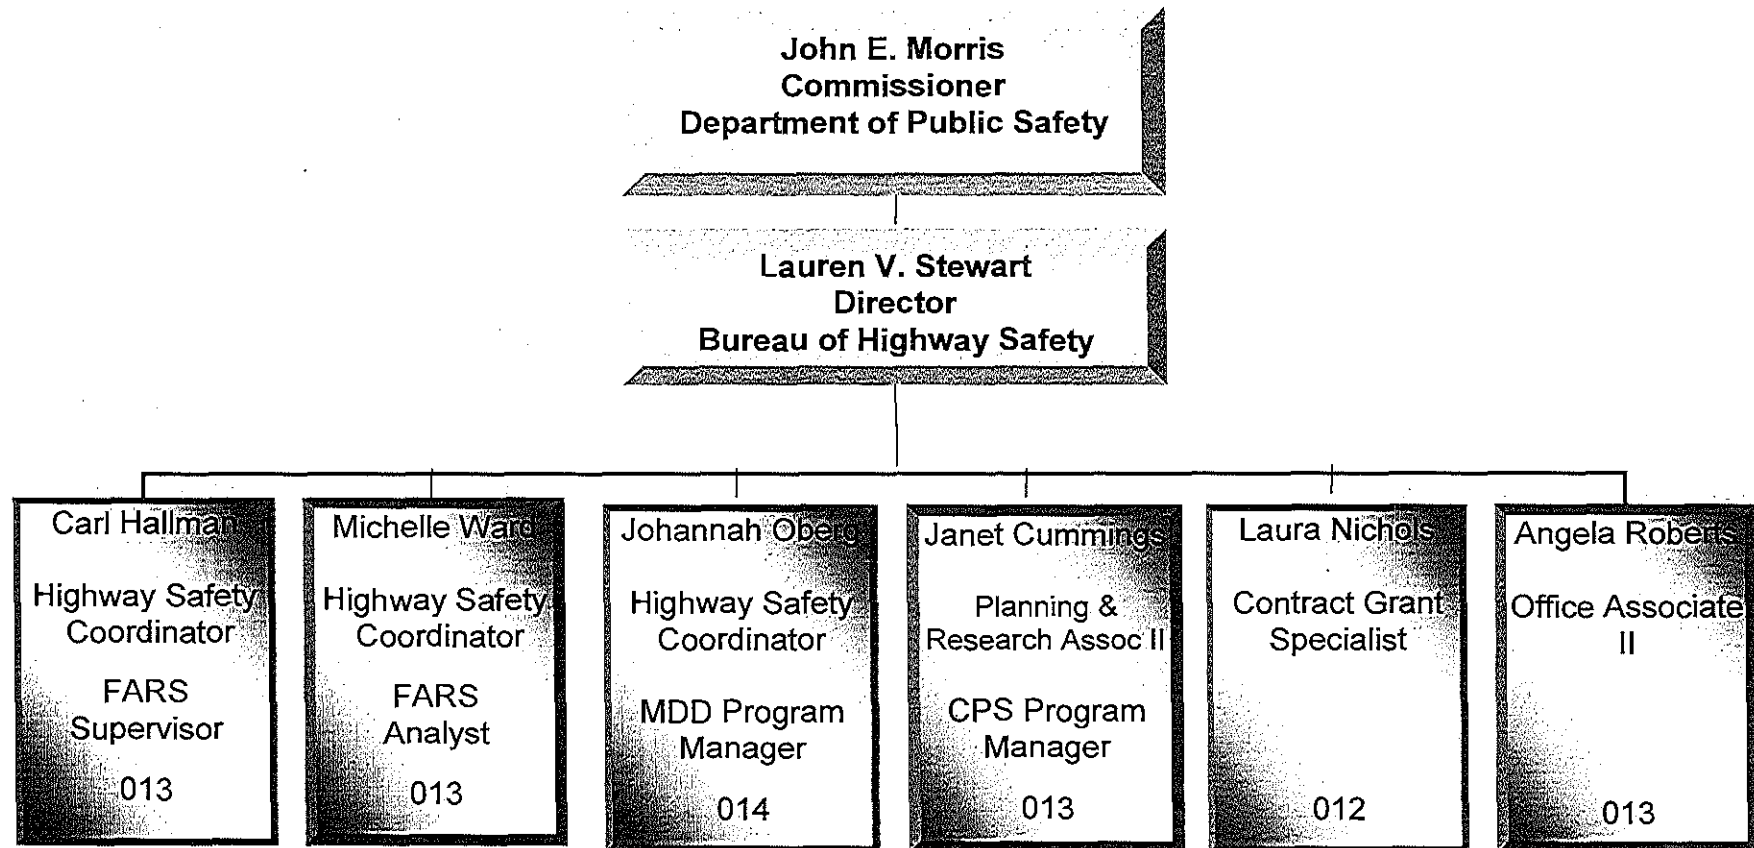 John E. Morris
Commissioner
Department of Public Safety
Lauren V. Stewart
Director
Bureau of Highway Safety
Carl Hallman
Highway Safety
Coordinator
FARS
Supervisor
013
Michelle Ward
Highway Safety
Coordinator
FARS
Analyst
013
Johannah Oberg
Highway Safety
Coordinator
MDD Program
Manager
014
Janet Cummings
Planning &
Research Assoc II
CPS Program
Manager
013
Laura Nichols
Contract Grant
Specialist
012
Angela Roberts
Office Associate
II
013